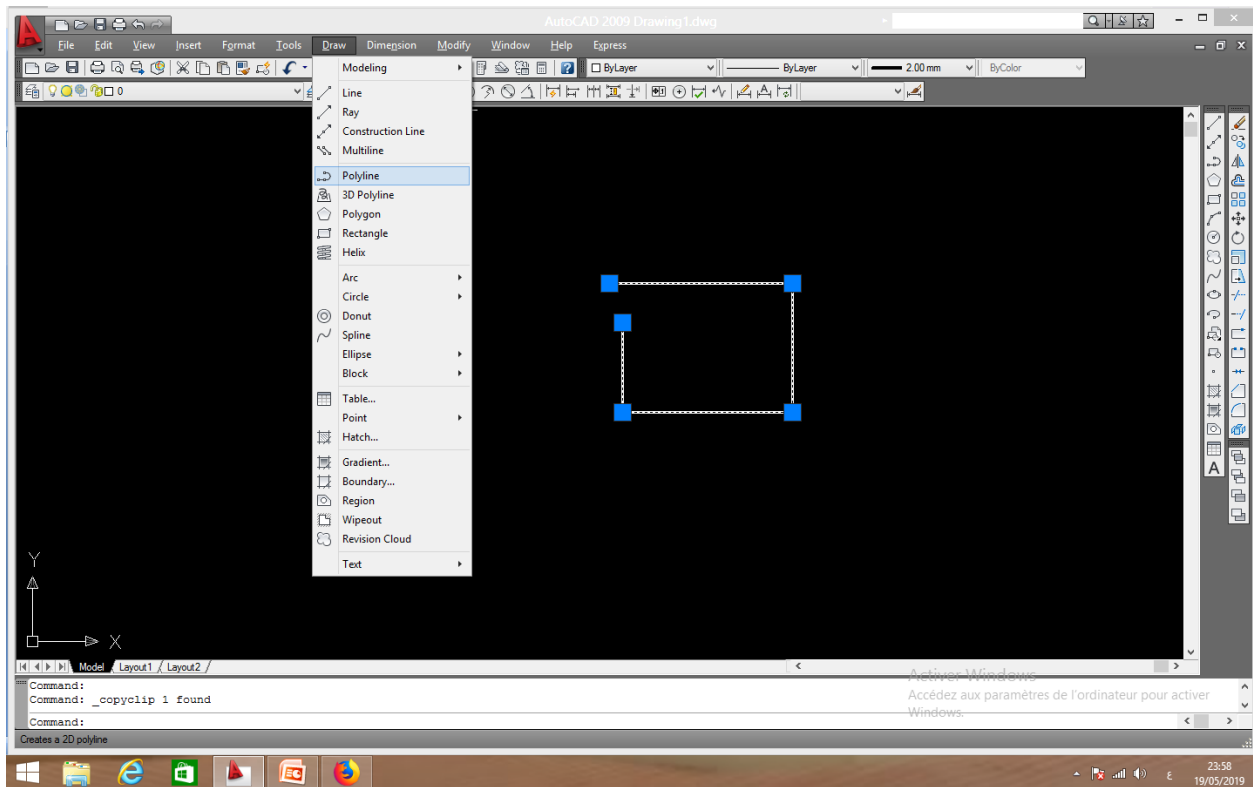 AutoCAD 2009 Drawing1.dwg
File Edit View Insert Format Tools Draw Dimension Modify Window Help Express
ByLayer ByLayer 2.00 mm ByColor
0
Modeling
Line
Ray
Construction Line
Multiline
Polyline
3D Polyline
Polygon
Rectangle
Helix
Arc
Circle
Donut
Spline
Ellipse
Block
Table...
Point
Hatch...
Gradient...
Boundary...
Region
Wipeout
Revision Cloud
Text
A
Y
X
Model Layout1 Layout2
Command:
Command: _copyclip 1 found
Command:
Activer Windows
Accédez aux paramètres de l'ordinateur pour activer
Windows.
Creates a 2D polyline
ع
23:58
19/05/2019